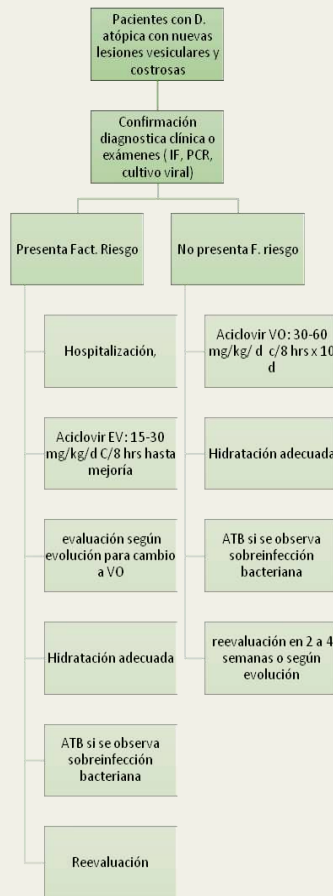 Pacientes con D.
atópica con nuevas
lesiones vesiculares y
costrosas
Confirmación
diagnostica clínica o
exámenes ( IF, PCR,
cultivo viral)
Presenta Fact. Riesgo
No presenta F. riesgo
Hospitalización,
Aciclovir EV: 15-30
mg/kg/d C/8 hrs hasta
mejoría
evaluación según
evolución para cambio
a VO
Hidratación adecuada
ATB si se observa
sobreinfección
bacteriana
Reevaluación
Aciclovir VO: 30-60
mg/kg/ d c/8 hrs x 10
d
Hidratación adecuada
ATB si se observa
sobreinfección
bacteriana
reevaluación en 2 a 4
semanas o según
evolución